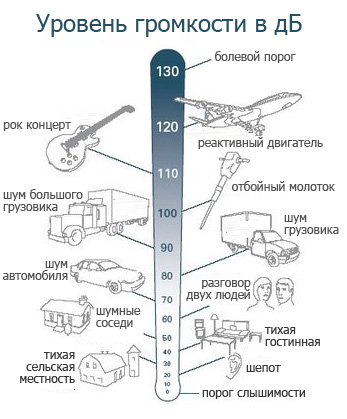 Уровень громкости в дБ
болевой порог
130
рок концерт
120
реактивный двигатель
110
отбойный молоток
шум большого
грузовика
100
шум
грузовика
90
шум
автомобиля
80
разговор
двух людей
70
шумные
соседи
60
50
тихая
гостинная
тихая
сельская
местность
40
30
20
шепот
10
0
порог слышимости